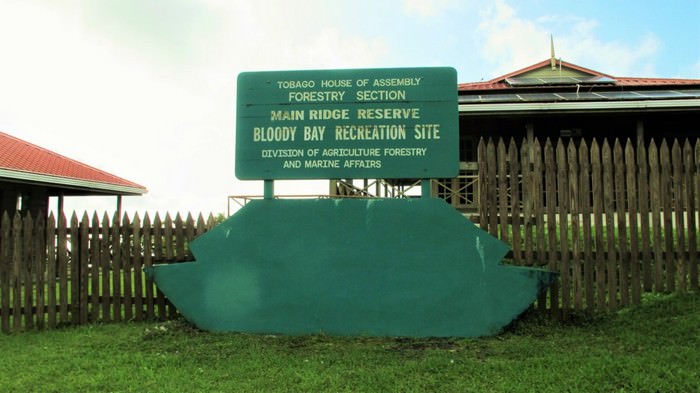 TOBAGO HOUSE OF ASSEMBLY
FORESTRY SECTION
MAIN RIDGE RESERVE
BLOODY BAY RECREATION SITE
DIVISION OF AGRICULTURE FORESTRY
AND MARINE AFFAIRS